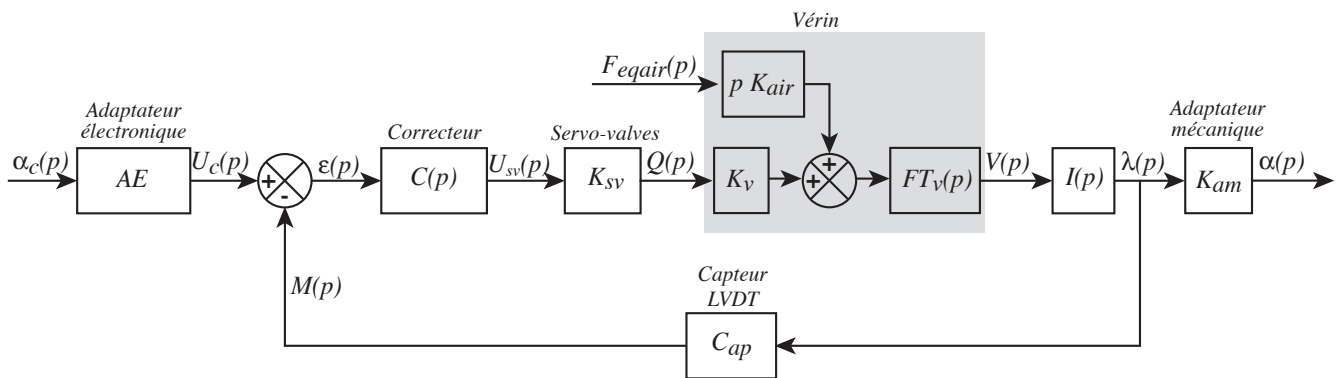 Vérin
F_eqair(p)
p K_air
Adaptateur
électronique
Correcteur
Servo-valves
Adaptateur
mécanique
α_c(p)
AE
U_c(p)
+
-
ε(p)
C(p)
U_sv(p)
K_sv
Q(p)
K_v
+
+
FT_v(p)
V(p)
I(p)
λ(p)
K_am
α(p)
M(p)
Capteur
LVDT
C_ap